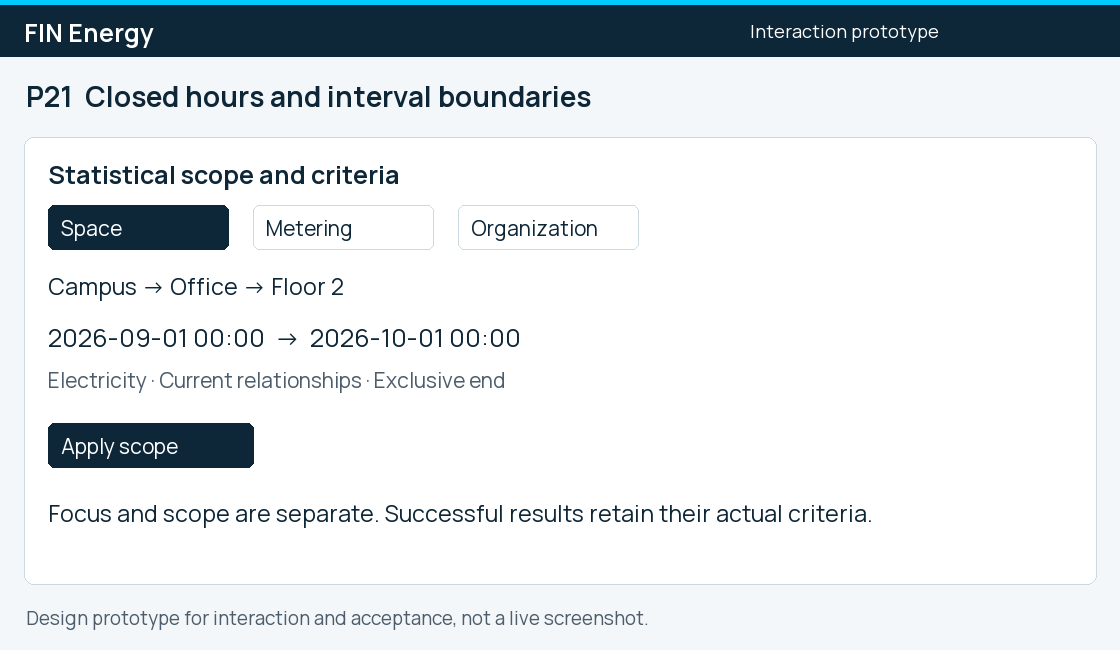 FIN Energy
Interaction prototype
P21 Closed hours and interval boundaries
Statistical scope and criteria
Space
Metering
Organization
Campus → Office → Floor 2
2026-09-01 00:00 → 2026-10-01 00:00
Electricity · Current relationships · Exclusive end
Apply scope
Focus and scope are separate. Successful results retain their actual criteria.
Design prototype for interaction and acceptance, not a live screenshot.